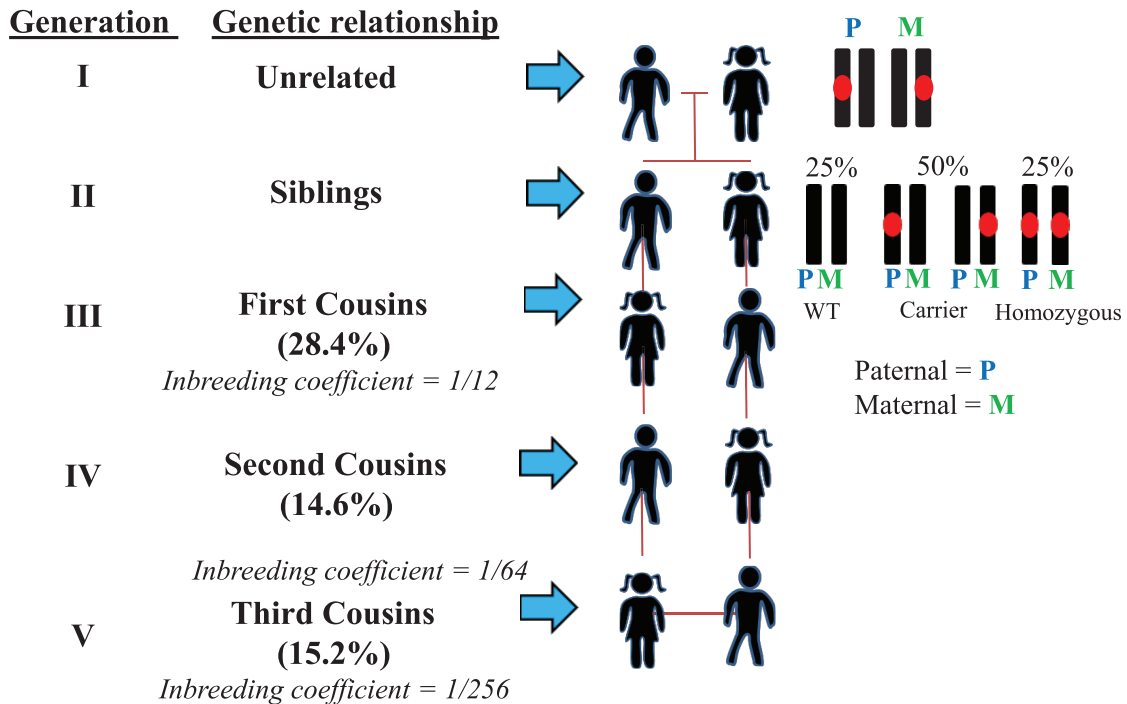 Generation Genetic relationship
P M
I Unrelated
25% 50% 25%
II Siblings
P M P M P M P M
WT Carrier Homozygous
III First Cousins
(28.4%)
Inbreeding coefficient = 1/12
Paternal = P
Maternal = M
IV Second Cousins
(14.6%)
Inbreeding coefficient = 1/64
V Third Cousins
(15.2%)
Inbreeding coefficient = 1/256